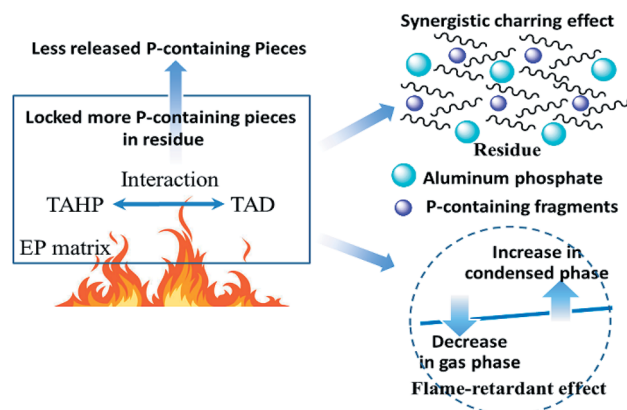 Less released P-containing Pieces
Locked more P-containing pieces
in residue
Interaction
TAHP
TAD
EP matrix
Synergistic charring effect
Residue
Aluminum phosphate
P-containing fragments
Increase in
condensed phase
Decrease
in gas phase
Flame-retardant effect